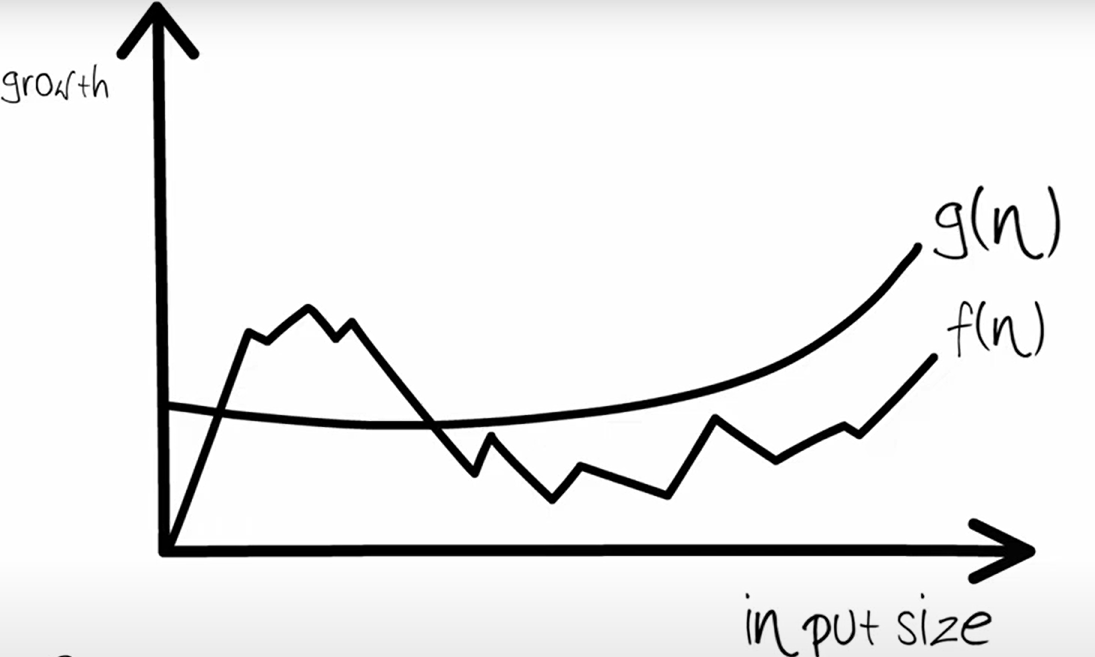 growth
g(n)
f(n)
input size